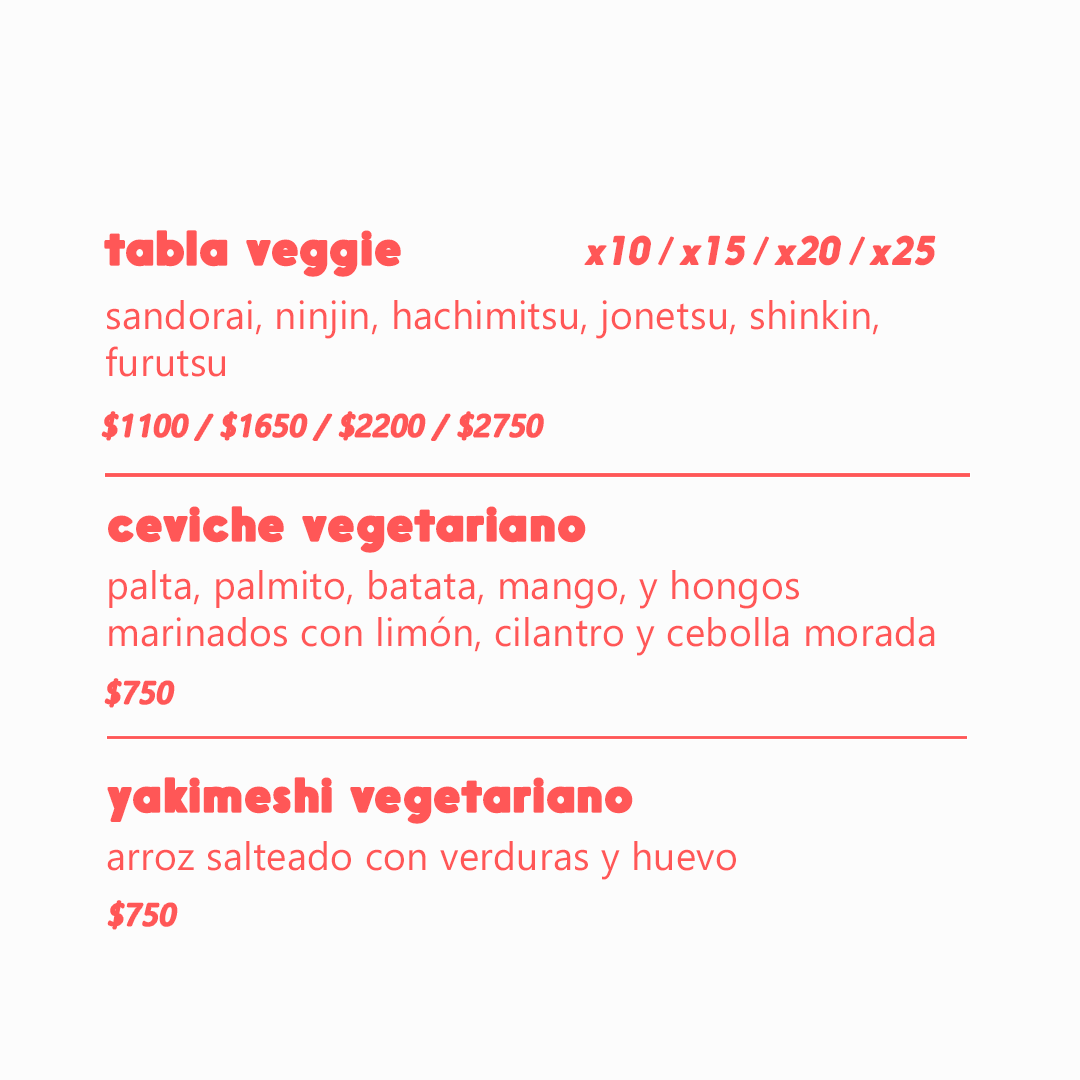 tabla veggie x10 / x15 / x20 / x25
sandorai, ninjin, hachimitsu, jonetsu, shinkin,
furutsu
$1100 / $1650 / $2200 / $2750
ceviche vegetariano
palta, palmito, batata, mango, y hongos
marinados con limón, cilantro y cebolla morada
$750
yakimeshi vegetariano
arroz salteado con verduras y huevo
$750